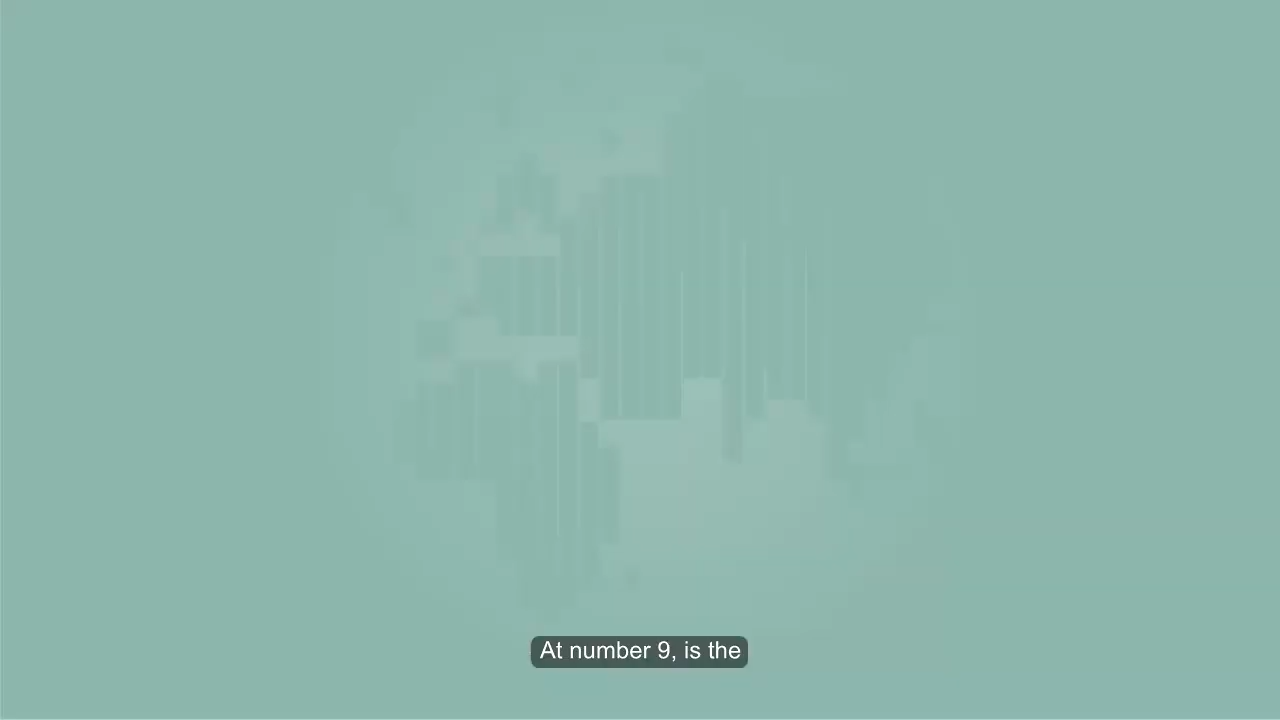 At number 9, is the